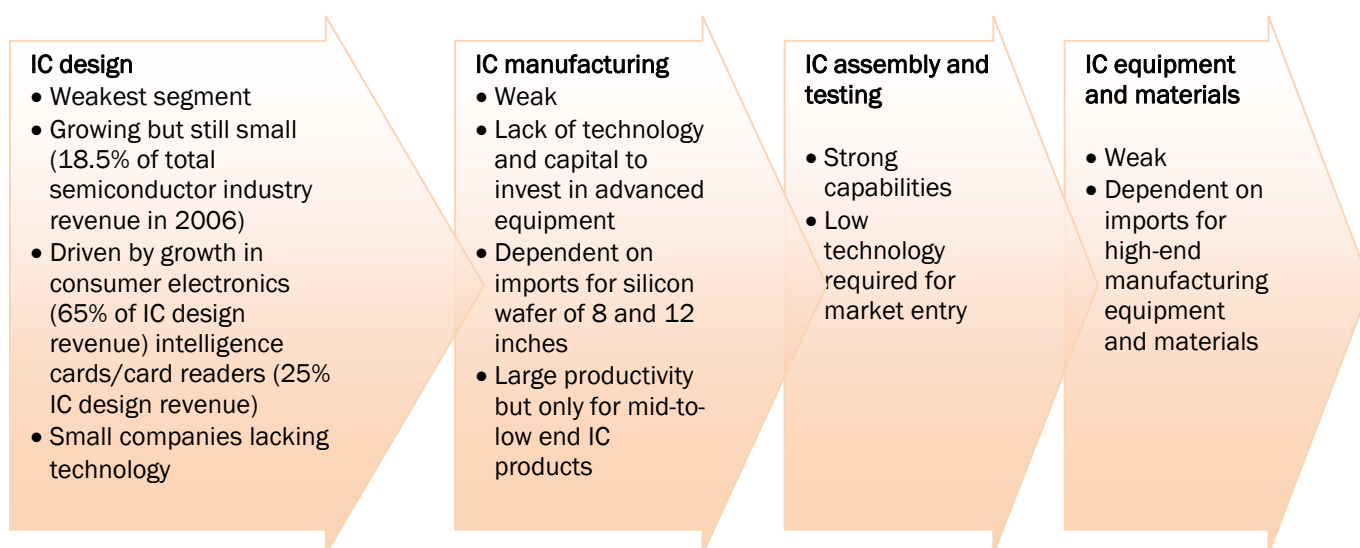 IC design
• Weakest segment
• Growing but still small
(18.5% of total
semiconductor industry
revenue in 2006)
• Driven by growth in
consumer electronics
(65% of IC design
revenue) intelligence
cards/card readers (25%
IC design revenue)
• Small companies lacking
technology
IC manufacturing
• Weak
• Lack of technology
and capital to
invest in advanced
equipment
• Dependent on
imports for silicon
wafer of 8 and 12
inches
• Large productivity
but only for mid-to-
low end IC
products
IC assembly and
testing
• Strong
capabilities
• Low
technology
required for
market entry
IC equipment
and materials
• Weak
• Dependent on
imports for
high-end
manufacturing
equipment
and materials